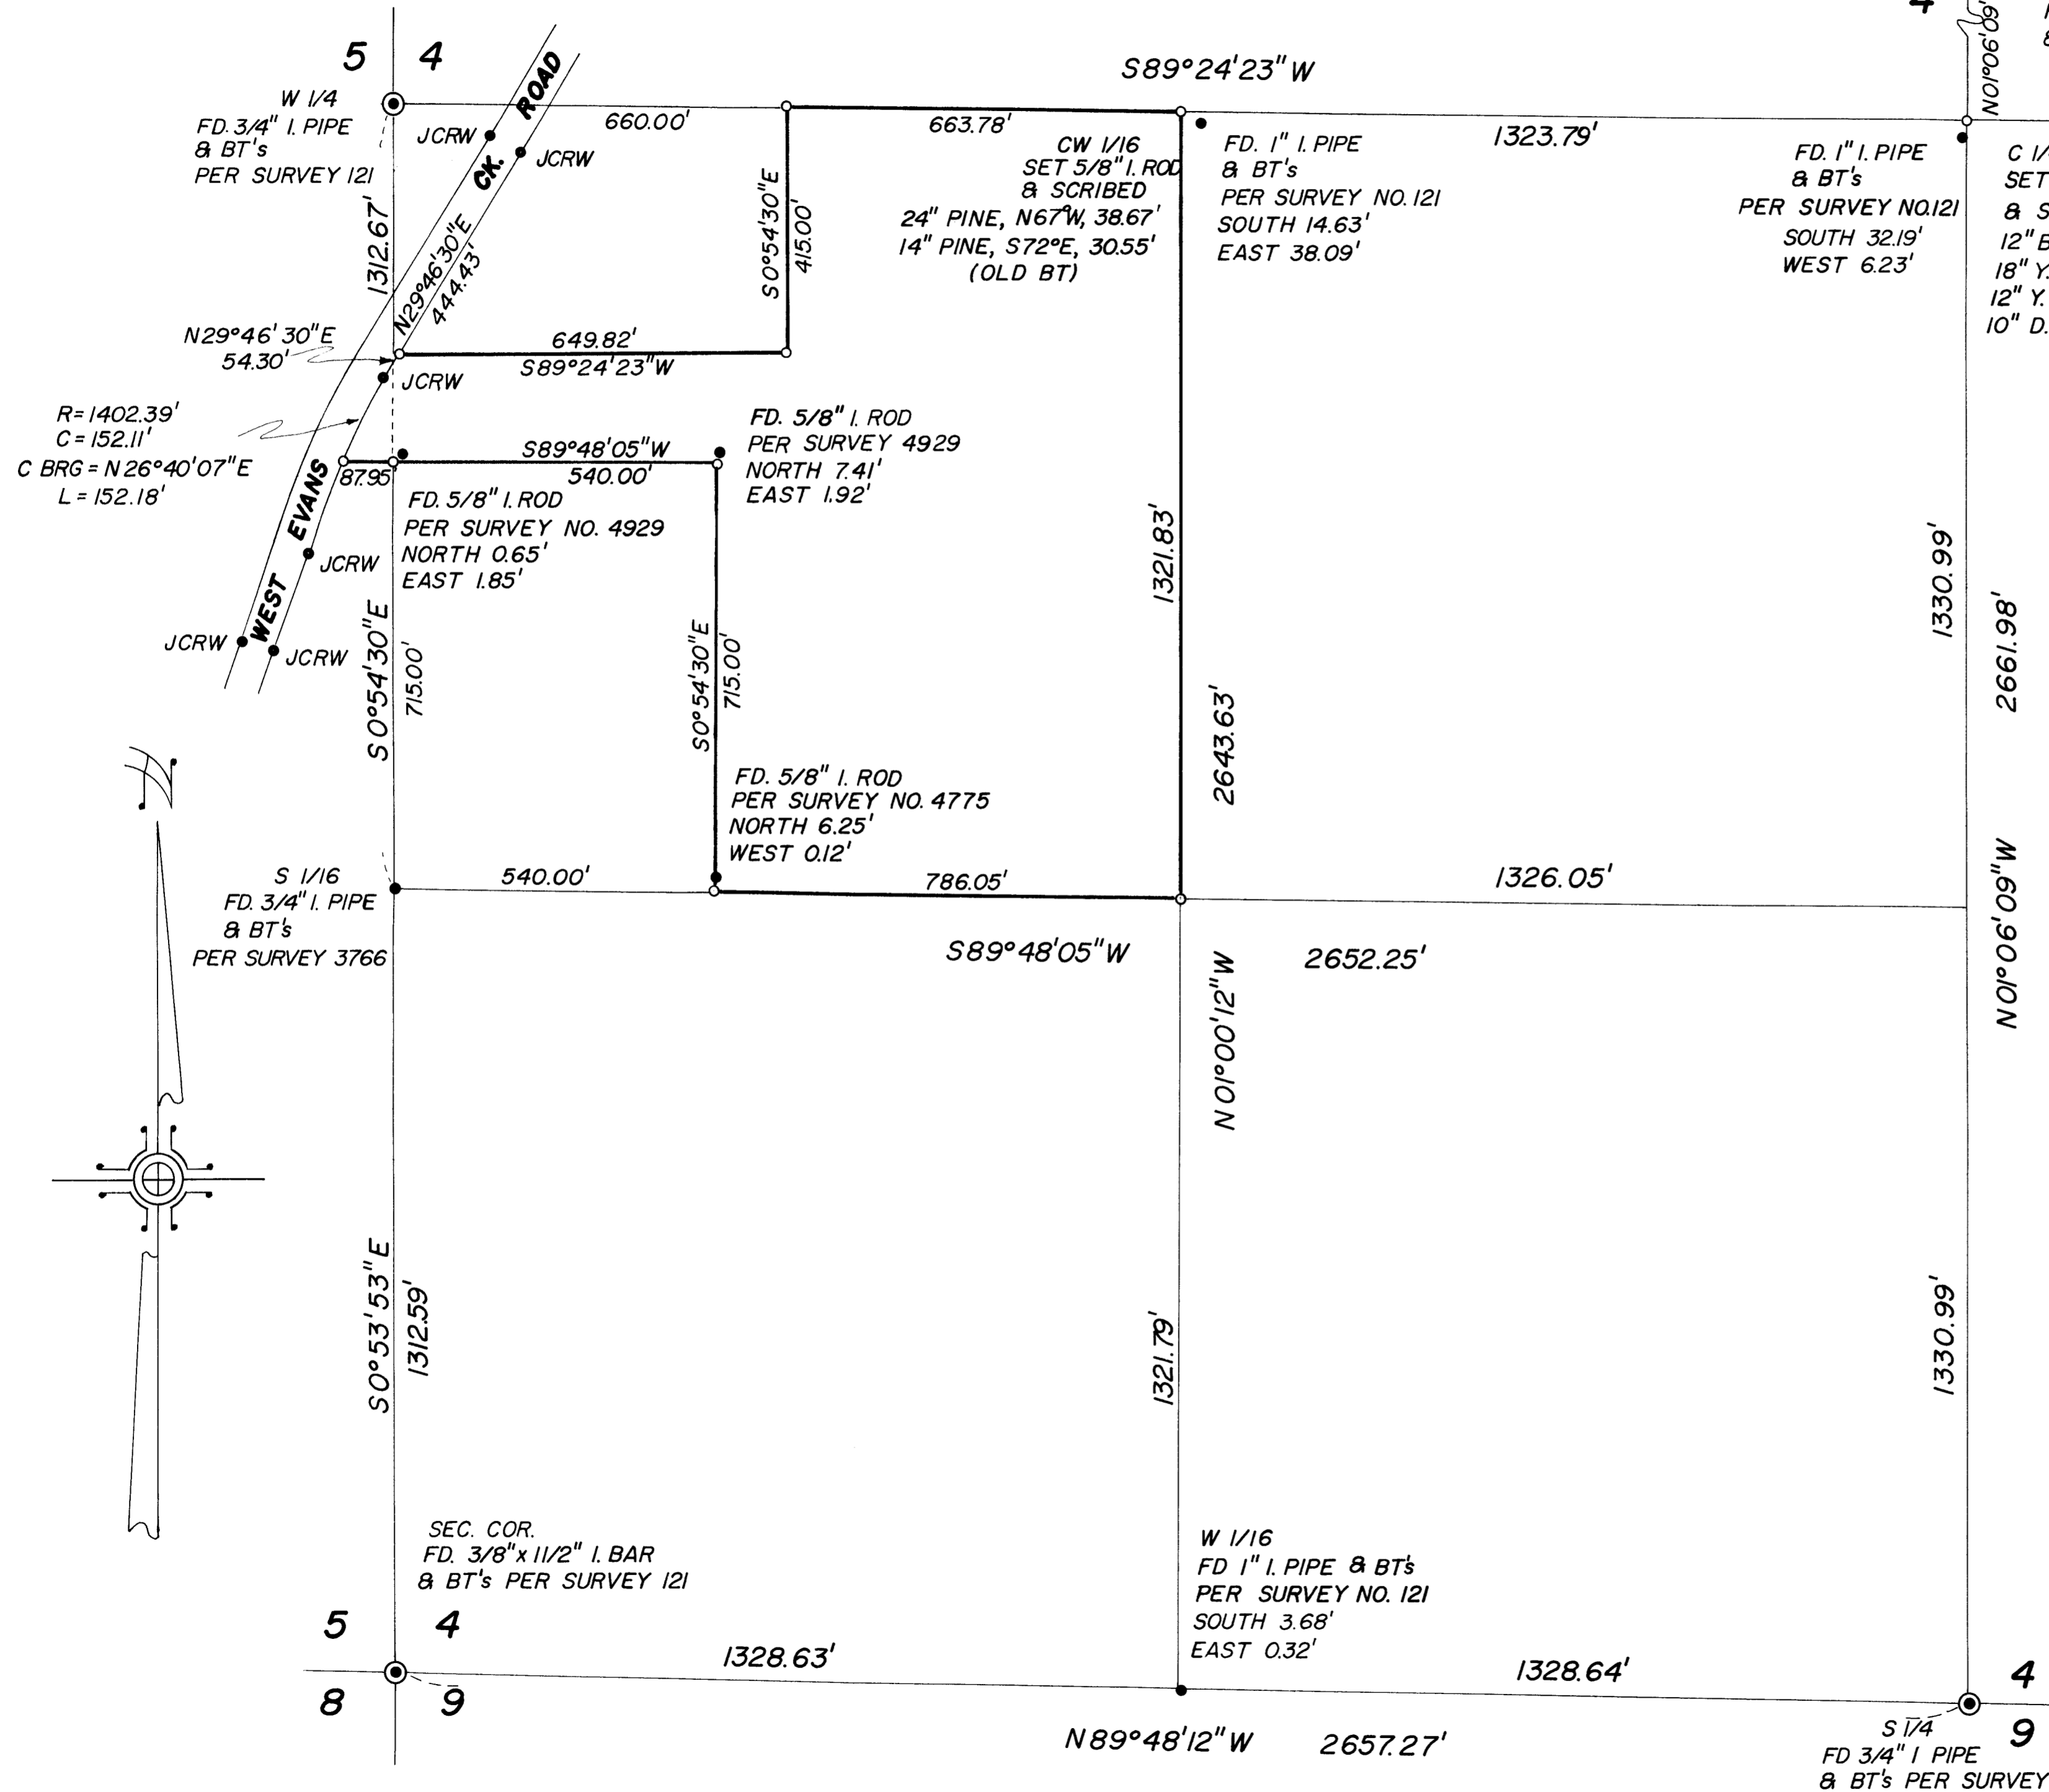 5 4
S89°24'23"W
4
N01°06'09"
W 1/4
FD. 3/4" I. PIPE
& BT's
PER SURVEY 121
JCRW
JCRW
WEST EVANS CK. ROAD
660.00'
663.78'
1323.79'
CW 1/16
SET 5/8" I. ROD
& SCRIBED
24" PINE, N67°W, 38.67'
14" PINE, S72°E, 30.55'
(OLD BT)
FD. 1" I. PIPE
& BT's
PER SURVEY NO. 121
SOUTH 14.63'
EAST 38.09'
FD. 1" I. PIPE
& BT's
PER SURVEY NO.121
SOUTH 32.19'
WEST 6.23'
C 1/
SET
& S
12" B
18" Y.
12" Y.
10" D.
1312.67'
N29°46'30"E
444.43'
S0°54'30"E
415.00'
N29°46'30"E
54.30'
649.82'
S89°24'23"W
JCRW
R=1402.39'
C=152.11'
C BRG = N26°40'07"E
L=152.18'
S89°48'05"W
87.95'
540.00'
FD. 5/8" I. ROD
PER SURVEY 4929
NORTH 7.41'
EAST 1.92'
FD. 5/8" I. ROD
PER SURVEY NO. 4929
NORTH 0.65'
EAST 1.85'
JCRW
JCRW
JCRW
S0°54'30"E
715.00'
S0°54'30"E
715.00'
1321.83'
2643.63'
1330.99'
2661.98'
N01°06'09"W
FD. 5/8" I. ROD
PER SURVEY NO. 4775
NORTH 6.25'
WEST 0.12'
S 1/16
FD. 3/4" I. PIPE
& BT's
PER SURVEY 3766
540.00'
786.05'
1326.05'
S89°48'05"W 2652.25'
N01°00'12"W
S0°53'53"E
1312.59'
1321.79'
1330.99'
SEC. COR.
FD. 3/8"x11/2" I. BAR
& BT's PER SURVEY 121
W 1/16
FD 1" I. PIPE & BT's
PER SURVEY NO. 121
SOUTH 3.68'
EAST 0.32'
5 4
8 9
1328.63'
1328.64'
N89°48'12"W 2657.27'
4
9
S 1/4
FD 3/4" I PIPE
& BT's PER SURVEY